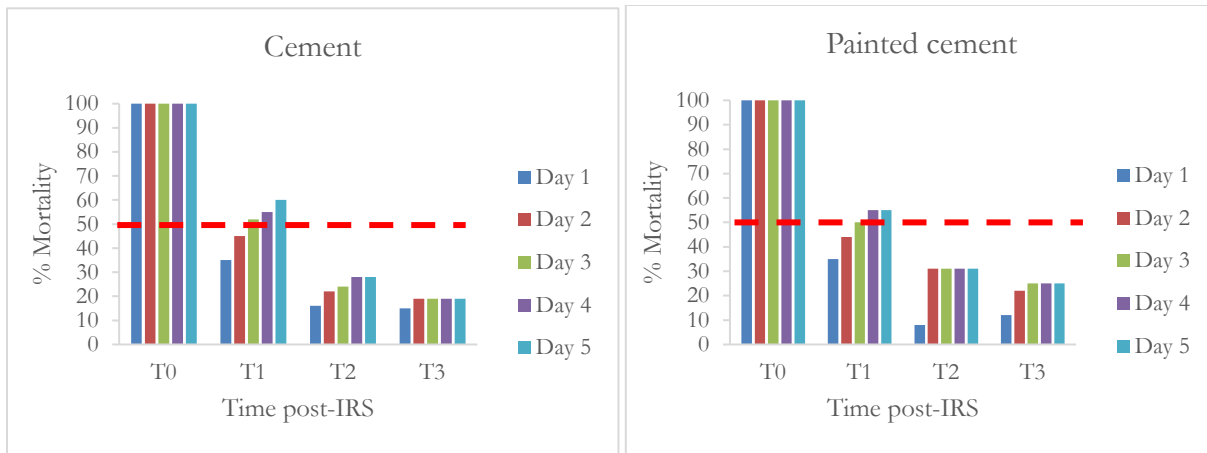 Cement
% Mortality
100
90
80
70
60
50
40
30
20
10
0
T0 T1 T2 T3
Time post-IRS
Day 1
Day 2
Day 3
Day 4
Day 5
Painted cement
% Mortality
100
90
80
70
60
50
40
30
20
10
0
T0 T1 T2 T3
Time post-IRS
Day 1
Day 2
Day 3
Day 4
Day 5